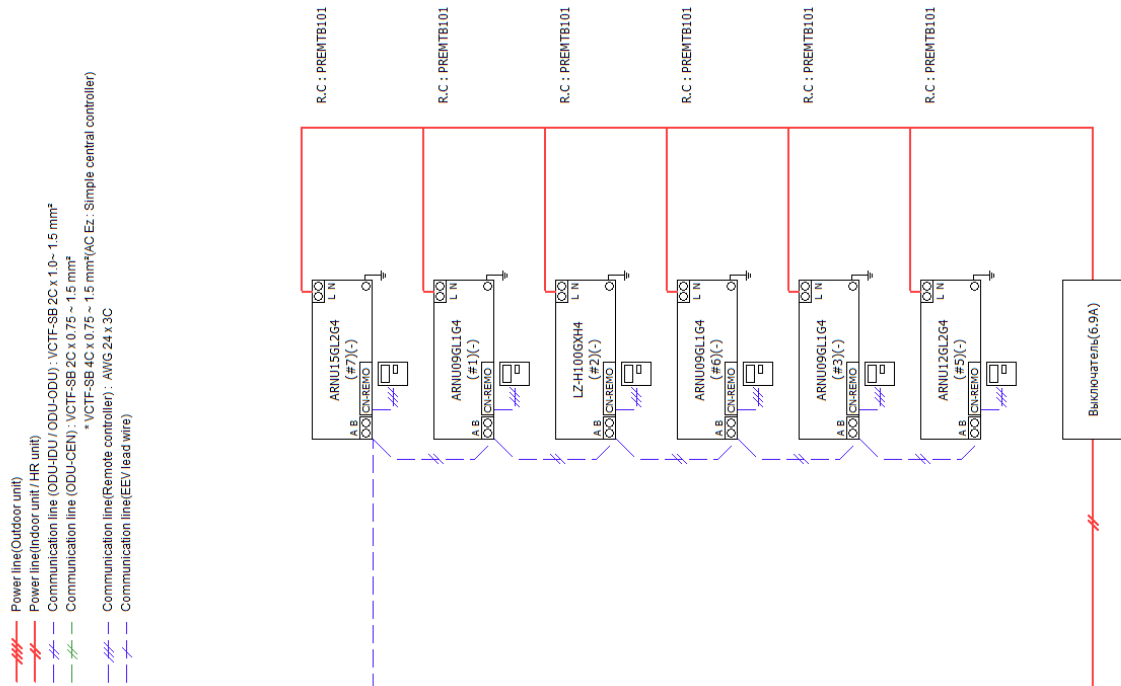 Power line(Outdoor unit)
Power line(Indoor unit / HR unit)
Communication line (ODU-IDU / ODU-ODU) : VCTF-SB 2C x 1.0~ 1.5 mm²
Communication line (ODU-CEN) : VCTF-SB 2C x 0.75 ~ 1.5 mm²
* VCTF-SB 4C x 0.75 ~ 1.5 mm²(AC Ez : Simple central controller)
Communication line(Remote controller) : AWG 24 x 3C
Communication line(EEV lead wire)
R.C : PREMTB101
L N
ARNU15GL2G4
(#7)(-)
CN-REMO
A B
R.C : PREMTB101
L N
ARNU09GL1G4
(#1)(-)
CN-REMO
A B
R.C : PREMTB101
L N
LZ-H100GXH4
(#2)(-)
CN-REMO
A B
R.C : PREMTB101
L N
ARNU09GL1G4
(#6)(-)
CN-REMO
A B
R.C : PREMTB101
L N
ARNU09GL1G4
(#3)(-)
CN-REMO
A B
R.C : PREMTB101
L N
ARNU12GL2G4
(#5)(-)
CN-REMO
A B
Выключатель(6.9A)